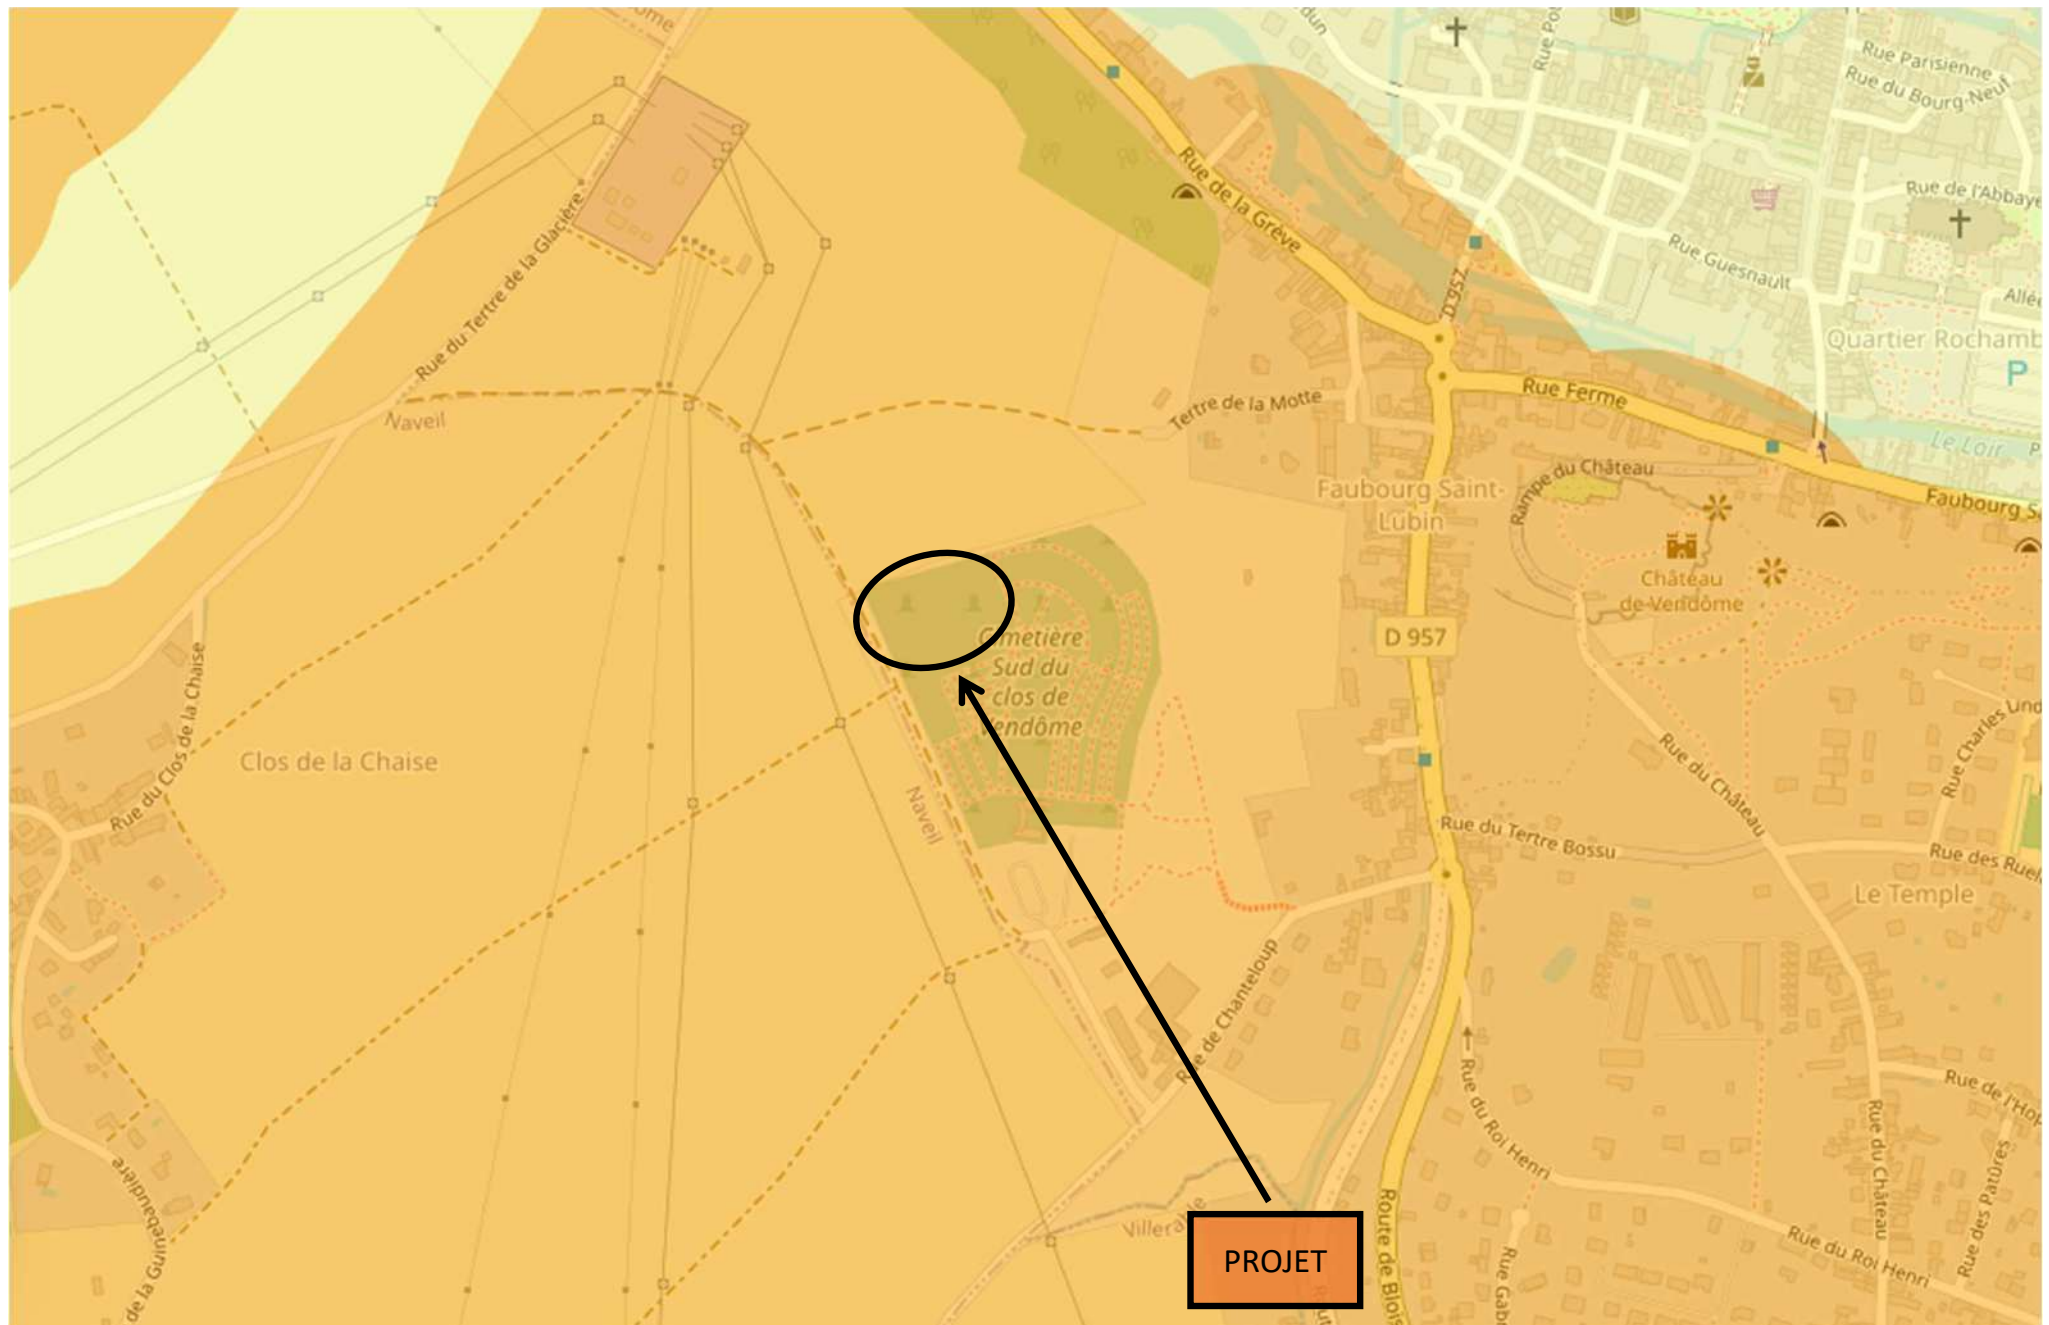 Rue Parisienne
Rue du Bourg-Neuf
Rue de la Grève
Rue de l'Abbaye
Rue Guesnault
D 957
Quartier Rochamb
P
Rue du Tertre de la Glacière
Naveil
Tertre de la Motte
Rue Ferme
Le Loir
Rampe du Château
Faubourg Saint-
Lubin
Faubourg S
Château
de Vendôme
D 957
Cimetière
Sud du
clos de
Vendôme
Rue du Clos de la Chaise
Clos de la Chaise
Naveil
Rue du Château
Rue Charles
Rue du Tertre Bossu
Rue des Ruel
Le Temple
Rue de Chanteloup
Rue du Roi Henri
Rue de l'Hop
Rue du Château
Rue des Patûres
de la Guinebaudière
Villerable
PROJET
Route de Blois
Rue du Roi Henri
Rue Gab